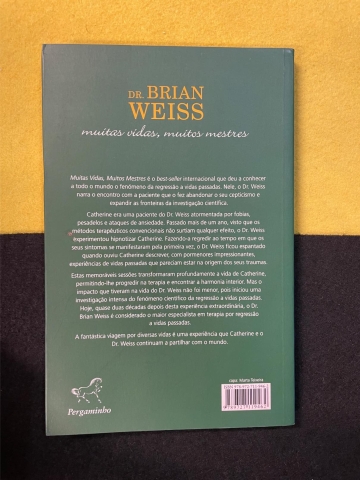 DR. BRIAN
WEISS
muitas vidas, muitos mestres
Muitas Vidas, Muitos Mestres é o best-seller internacional que deu a conhecer
a todo o mundo o fenómeno da regressão a vidas passadas. Nele, o Dr. Weiss
narra o encontro com a paciente que o fez abandonar o seu cepticismo e
expandir as fronteiras da investigação científica.
Catherine era uma paciente do Dr. Weiss atormentada por fobias,
pesadelos e ataques de ansiedade. Passado mais de um ano, visto que os
métodos terapêuticos convencionais não surtiam qualquer efeito, o Dr. Weiss
experimentou hipnotizar Catherine. Fazendo-a regredir ao tempo em que os
seus sintomas se manifestaram pela primeira vez, o Dr. Weiss ficou espantado
quando ouviu Catherine descrever, com pormenores impressionantes,
experiências de vidas passadas que pareciam estar na origem dos seus traumas.
Estas memoráveis sessões transformaram profundamente a vida de Catherine,
permitindo-lhe progredir na terapia e encontrar a harmonia interior. Mas o
impacto que tiveram na vida do Dr. Weiss não foi menor, pois iniciou uma
investigação intensa do fenómeno científico da regressão a vidas passadas.
Hoje, quase duas décadas depois desta experiência extraordinária, o Dr.
Brian Weiss é considerado o maior especialista em terapia por regressão
a vidas passadas.
A fantástica viagem por diversas vidas é uma experiência que Catherine e o
Dr. Weiss continuam a partilhar com o mundo.
capa: Marta Teixeira
Pergaminho